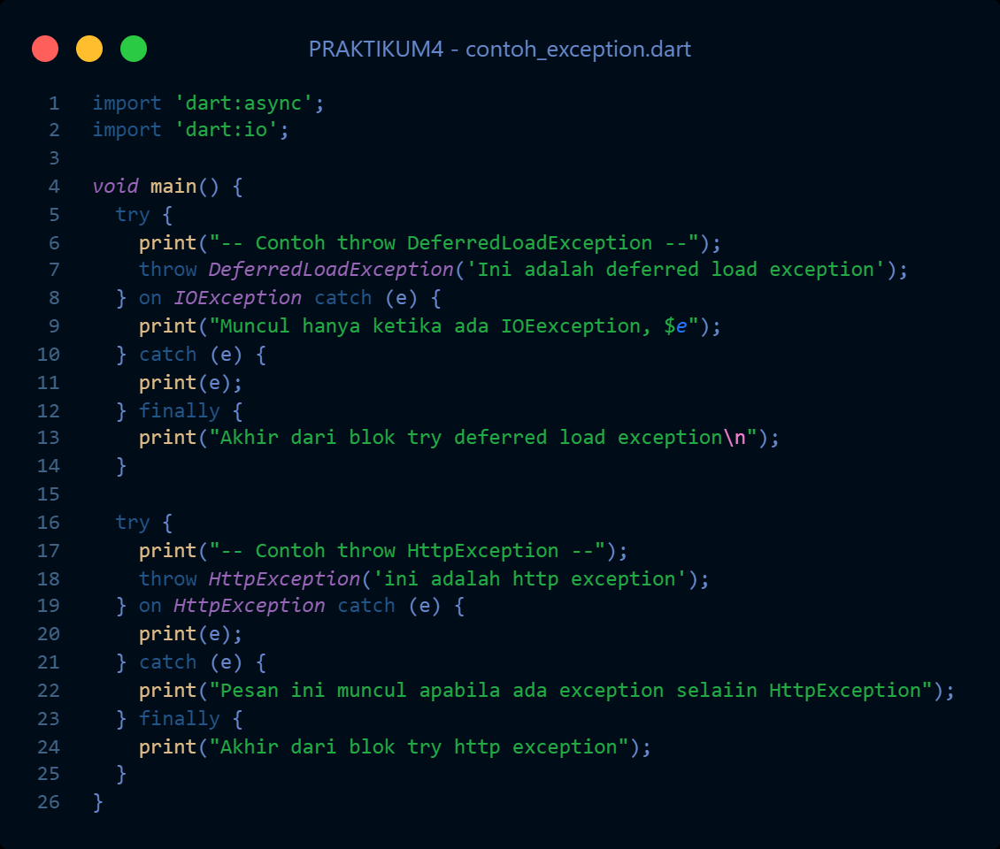 PRAKTIKUM4 - contoh_exception.dart
1 import 'dart:async';
2 import 'dart:io';
3
4 void main() {
5   try {
6     print("-- Contoh throw DeferredLoadException --");
7     throw DeferredLoadException('Ini adalah deferred load exception');
8   } on IOException catch (e) {
9     print("Muncul hanya ketika ada IOEexception, $e");
10   } catch (e) {
11     print(e);
12   } finally {
13     print("Akhir dari blok try deferred load exception\n");
14   }
15
16   try {
17     print("-- Contoh throw HttpException --");
18     throw HttpException('ini adalah http exception');
19   } on HttpException catch (e) {
20     print(e);
21   } catch (e) {
22     print("Pesan ini muncul apabila ada exception selaiin HttpException");
23   } finally {
24     print("Akhir dari blok try http exception");
25   }
26 }